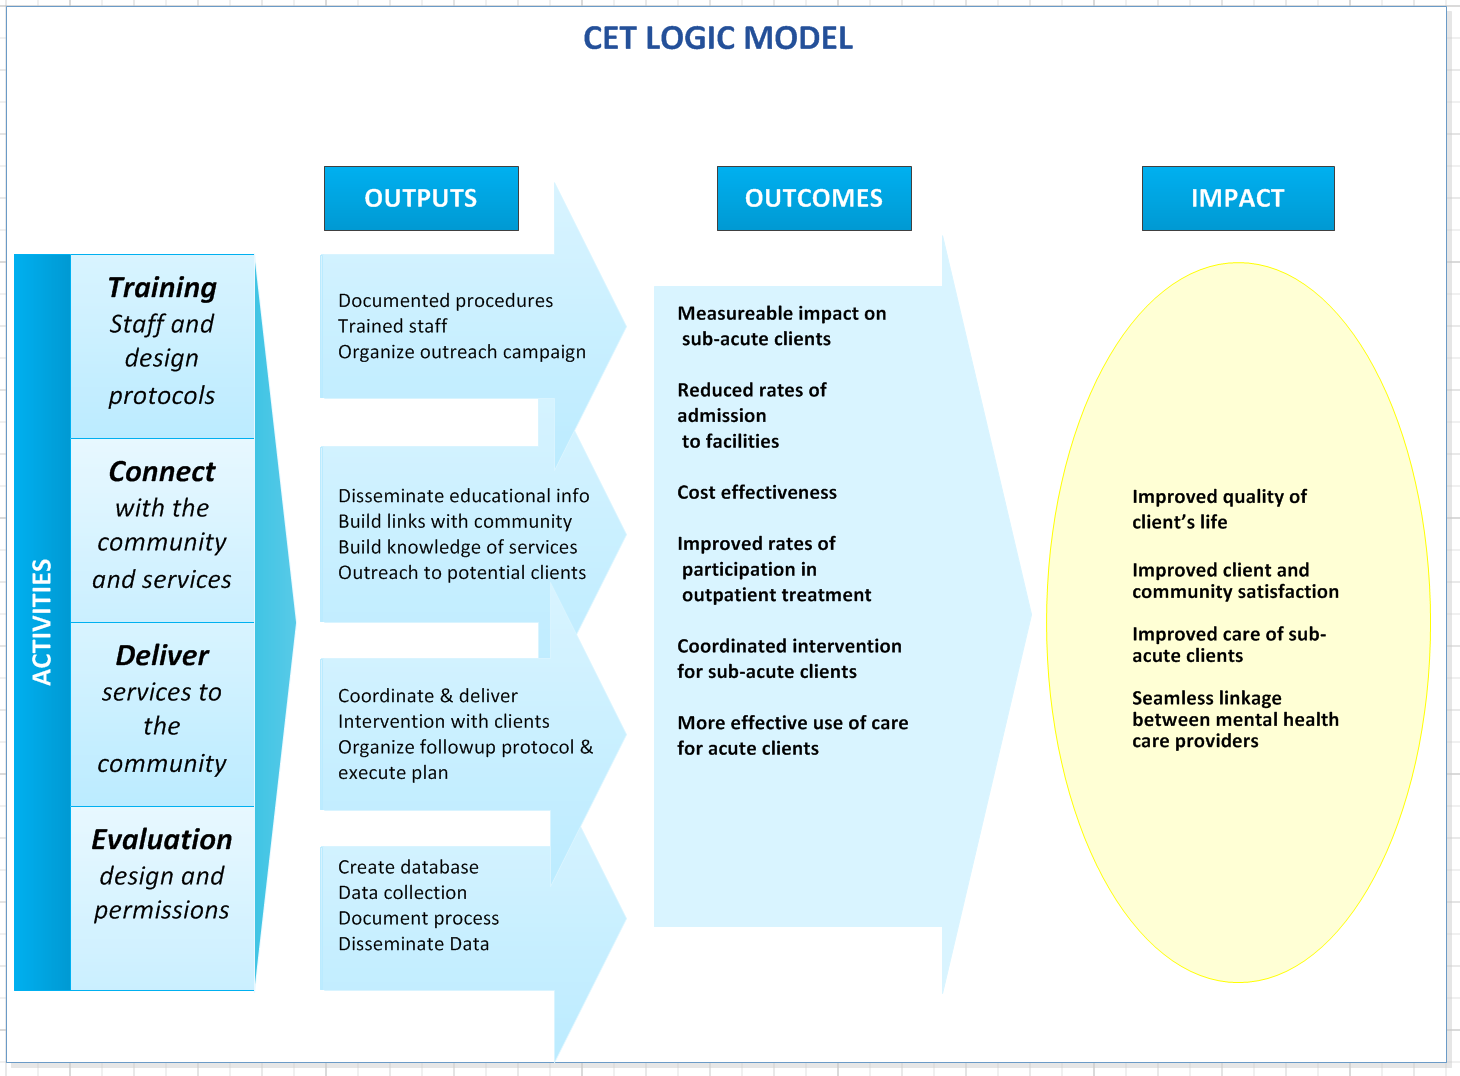 CET LOGIC MODEL
OUTPUTS
OUTCOMES
IMPACT
ACTIVITIES
Training
Staff and
design
protocols
Connect
with the
community
and services
Deliver
services to
the
community
Evaluation
design and
permissions
Documented procedures
Trained staff
Organize outreach campaign
Disseminate educational info
Build links with community
Build knowledge of services
Outreach to potential clients
Coordinate & deliver
Intervention with clients
Organize followup protocol &
execute plan
Create database
Data collection
Document process
Disseminate Data
Measureable impact on
sub-acute clients
Reduced rates of
admission
to facilities
Cost effectiveness
Improved rates of
participation in
outpatient treatment
Coordinated intervention
for sub-acute clients
More effective use of care
for acute clients
Improved quality of
client’s life
Improved client and
community satisfaction
Improved care of sub-
acute clients
Seamless linkage
between mental health
care providers